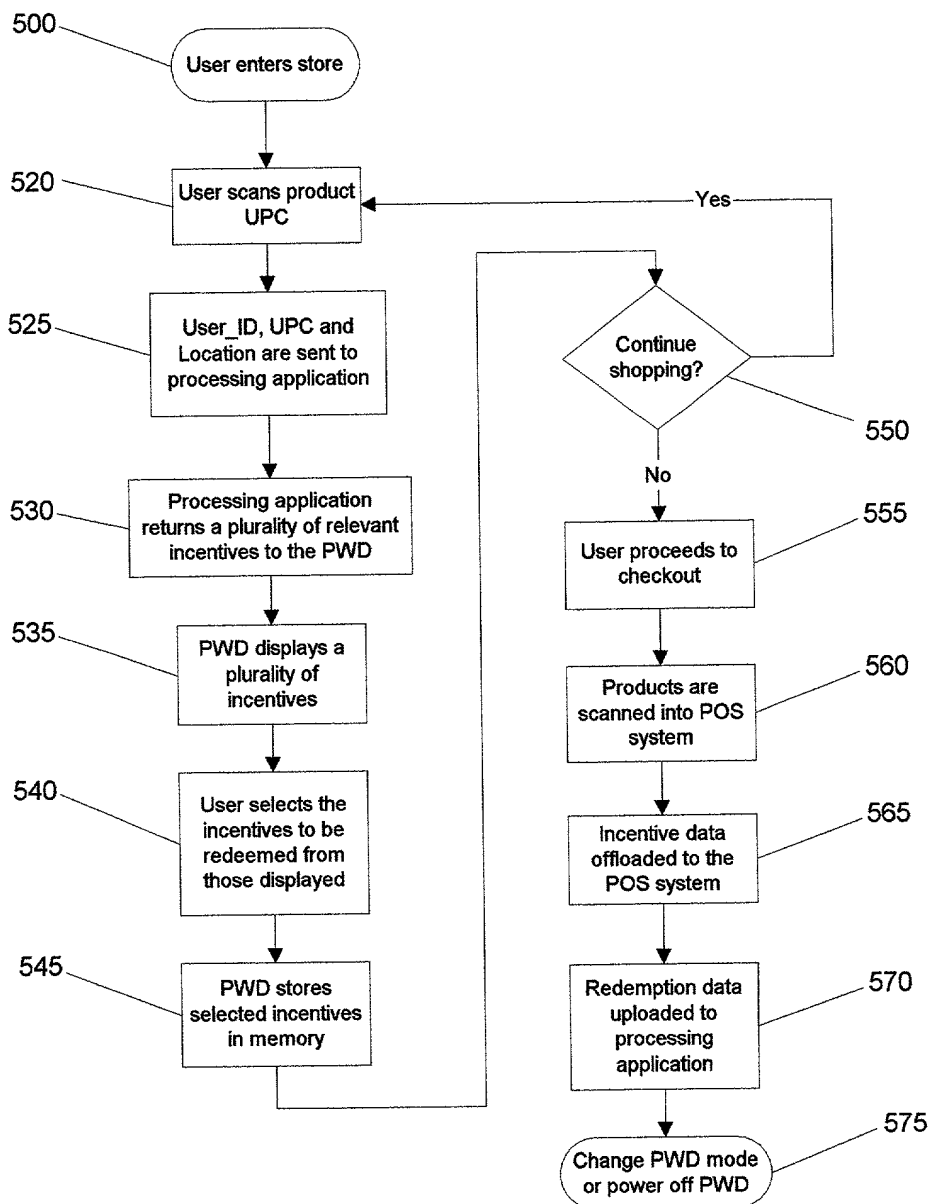 500
User enters store
520
User scans product
UPC
Yes
525
User_ID, UPC and
Location are sent to
processing application
530
Processing application
returns a plurality of relevant
incentives to the PWD
535
PWD displays a
plurality of
incentives
540
User selects the
incentives to be
redeemed from
those displayed
545
PWD stores
selected incentives
in memory
Continue
shopping?
550
No
555
User proceeds to
checkout
560
Products are
scanned into POS
system
565
Incentive data
offloaded to the
POS system
570
Redemption data
uploaded to
processing
application
575
Change PWD mode
or power off PWD